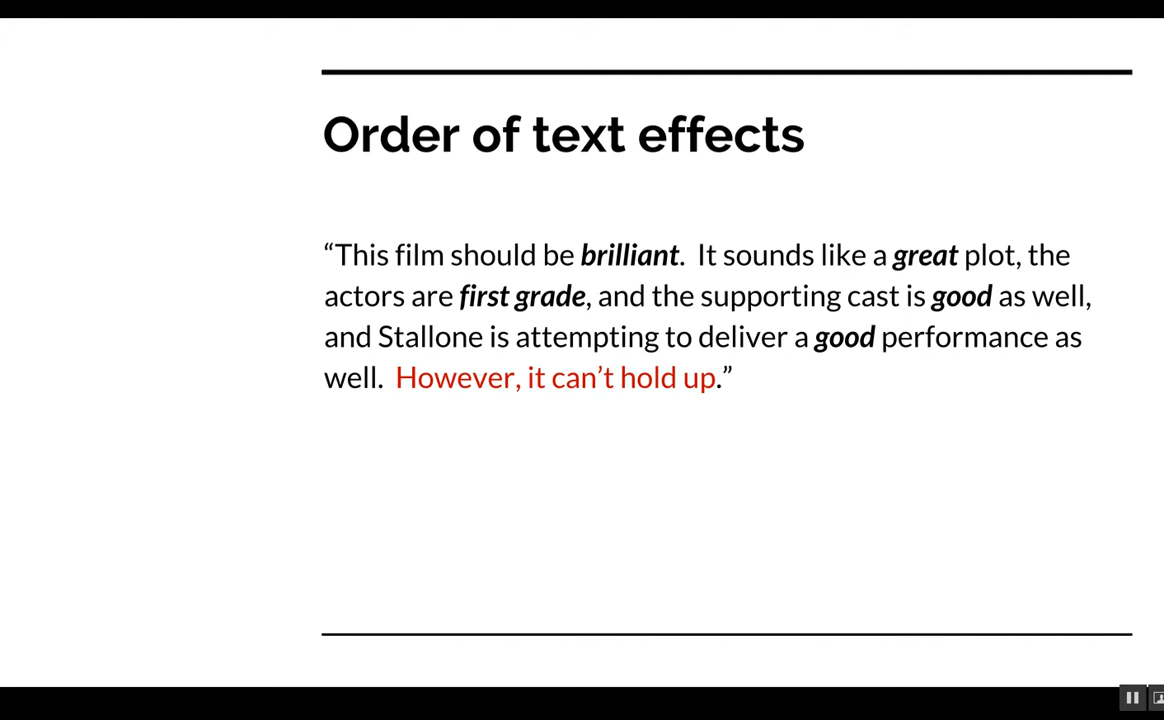 Order of text effects
“This film should be brilliant.  It sounds like a great plot, the
actors are first grade, and the supporting cast is good as well,
and Stallone is attempting to deliver a good performance as
well.  However, it can’t hold up.”